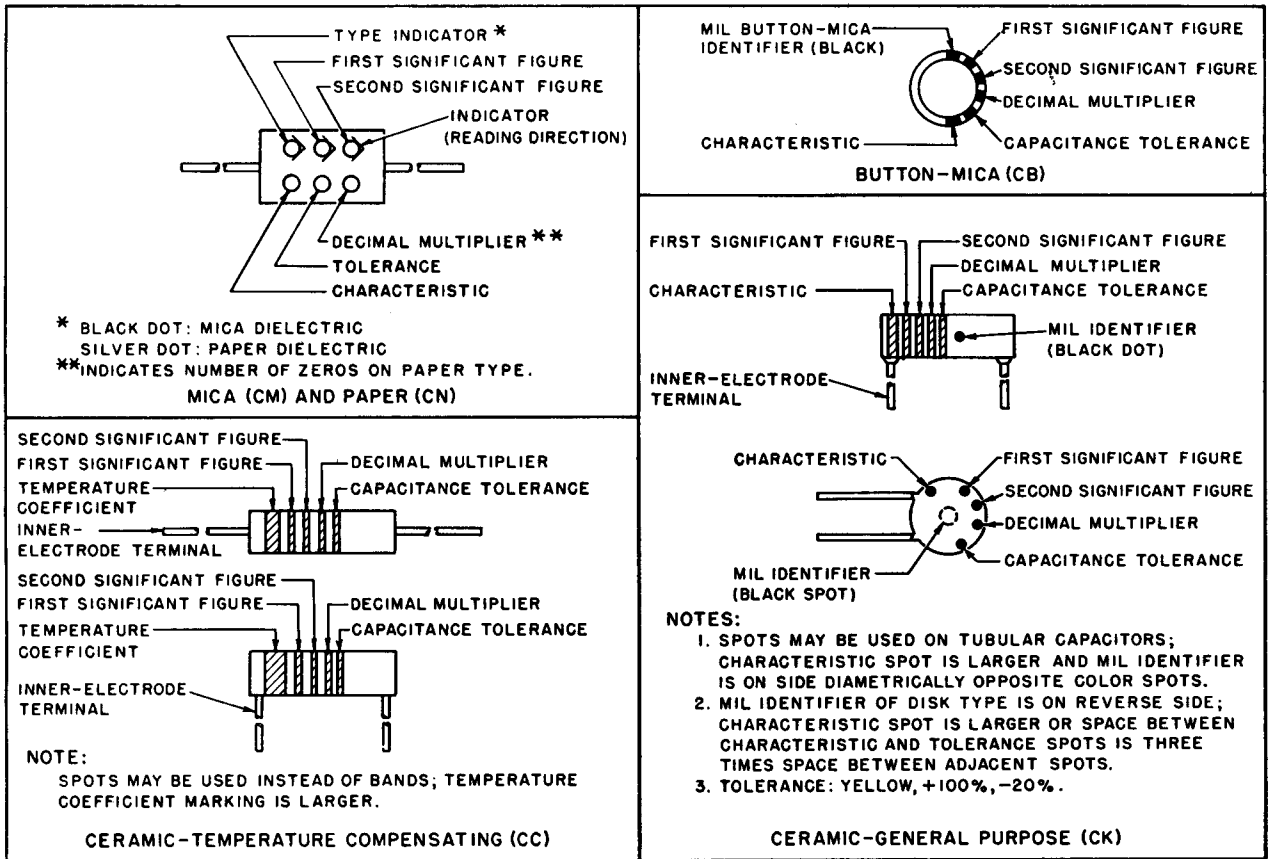 TYPE INDICATOR *
FIRST SIGNIFICANT FIGURE
SECOND SIGNIFICANT FIGURE
INDICATOR
(READING DIRECTION)
DECIMAL MULTIPLIER **
TOLERANCE
CHARACTERISTIC
* BLACK DOT: MICA DIELECTRIC
SILVER DOT: PAPER DIELECTRIC
**INDICATES NUMBER OF ZEROS ON PAPER TYPE.
MICA (CM) AND PAPER (CN)
MIL BUTTON-MICA
IDENTIFIER (BLACK)
FIRST SIGNIFICANT FIGURE
SECOND SIGNIFICANT FIGURE
DECIMAL MULTIPLIER
CHARACTERISTIC
CAPACITANCE TOLERANCE
BUTTON-MICA (CB)
SECOND SIGNIFICANT FIGURE
FIRST SIGNIFICANT FIGURE
DECIMAL MULTIPLIER
TEMPERATURE
COEFFICIENT
CAPACITANCE TOLERANCE
INNER-
ELECTRODE TERMINAL
SECOND SIGNIFICANT FIGURE
FIRST SIGNIFICANT FIGURE
DECIMAL MULTIPLIER
TEMPERATURE
COEFFICIENT
CAPACITANCE TOLERANCE
INNER-ELECTRODE
TERMINAL
NOTE:
SPOTS MAY BE USED INSTEAD OF BANDS; TEMPERATURE
COEFFICIENT MARKING IS LARGER.
CERAMIC-TEMPERATURE COMPENSATING (CC)
FIRST SIGNIFICANT FIGURE
SECOND SIGNIFICANT FIGURE
DECIMAL MULTIPLIER
CHARACTERISTIC
CAPACITANCE TOLERANCE
MIL IDENTIFIER
(BLACK DOT)
INNER-ELECTRODE
TERMINAL
CHARACTERISTIC
FIRST SIGNIFICANT FIGURE
SECOND SIGNIFICANT FIGURE
DECIMAL MULTIPLIER
CAPACITANCE TOLERANCE
MIL IDENTIFIER
(BLACK SPOT)
NOTES:
1. SPOTS MAY BE USED ON TUBULAR CAPACITORS;
CHARACTERISTIC SPOT IS LARGER AND MIL IDENTIFIER
IS ON SIDE DIAMETRICALLY OPPOSITE COLOR SPOTS.
2. MIL IDENTIFIER OF DISK TYPE IS ON REVERSE SIDE;
CHARACTERISTIC SPOT IS LARGER OR SPACE BETWEEN
CHARACTERISTIC AND TOLERANCE SPOTS IS THREE
TIMES SPACE BETWEEN ADJACENT SPOTS.
3. TOLERANCE: YELLOW, +100%, -20%.
CERAMIC-GENERAL PURPOSE (CK)